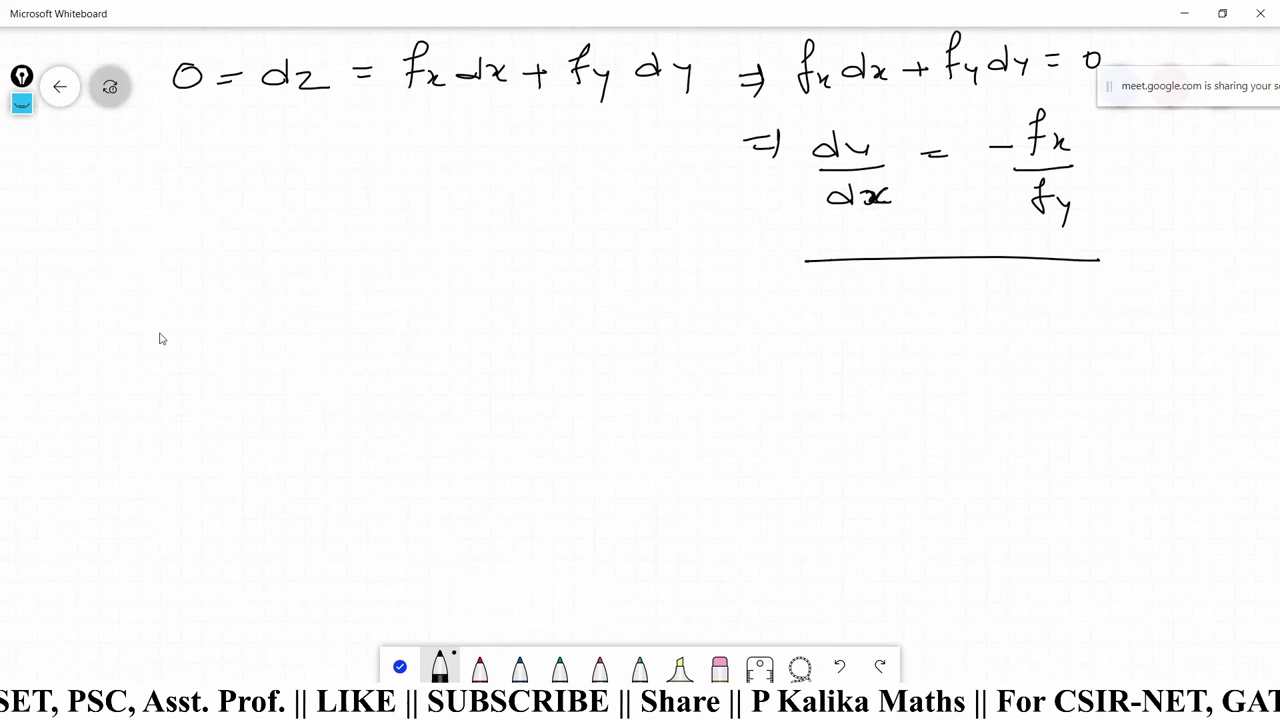 Microsoft Whiteboard
0 = dz = fx dx + fy dy ⇒ fx dx + fy dy = 0
meet.google.com is sharing your s
⇒ dy/dx = - fx/fy
SET, PSC, Asst. Prof. || LIKE || SUBSCRIBE || Share || P Kalika Maths || For CSIR-NET, GAT